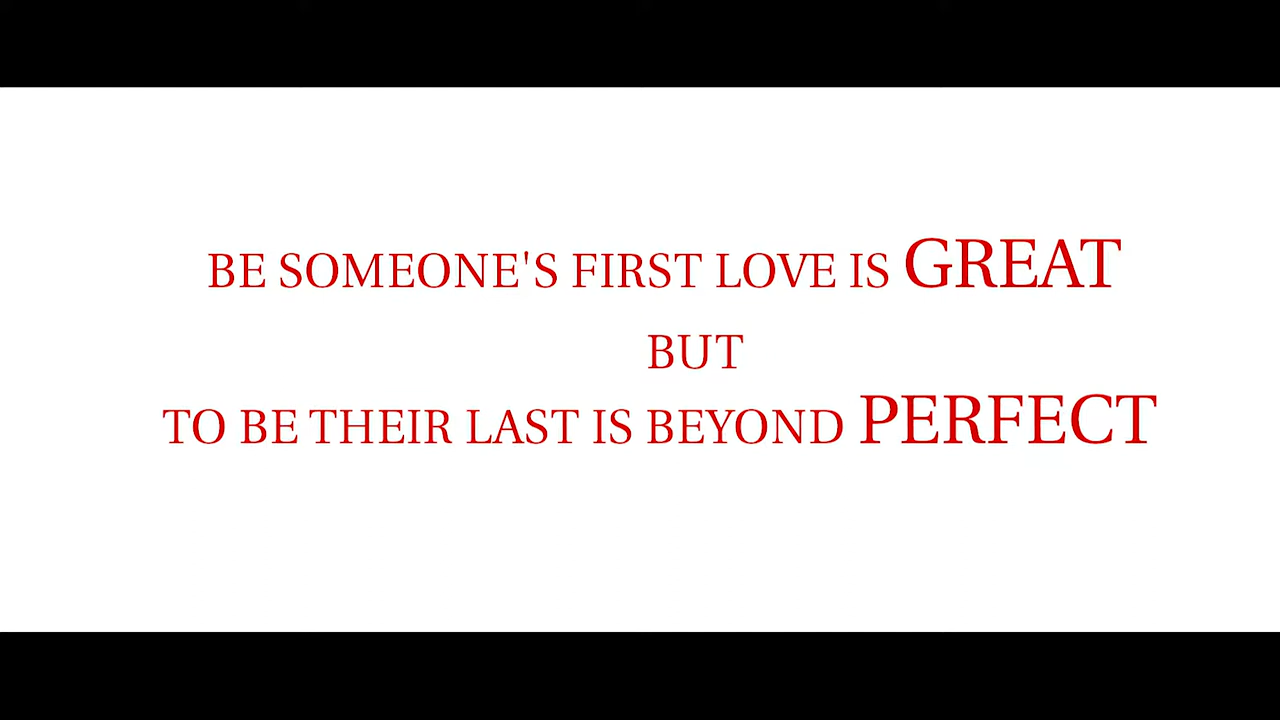 BE SOMEONE'S FIRST LOVE IS GREAT
BUT
TO BE THEIR LAST IS BEYOND PERFECT